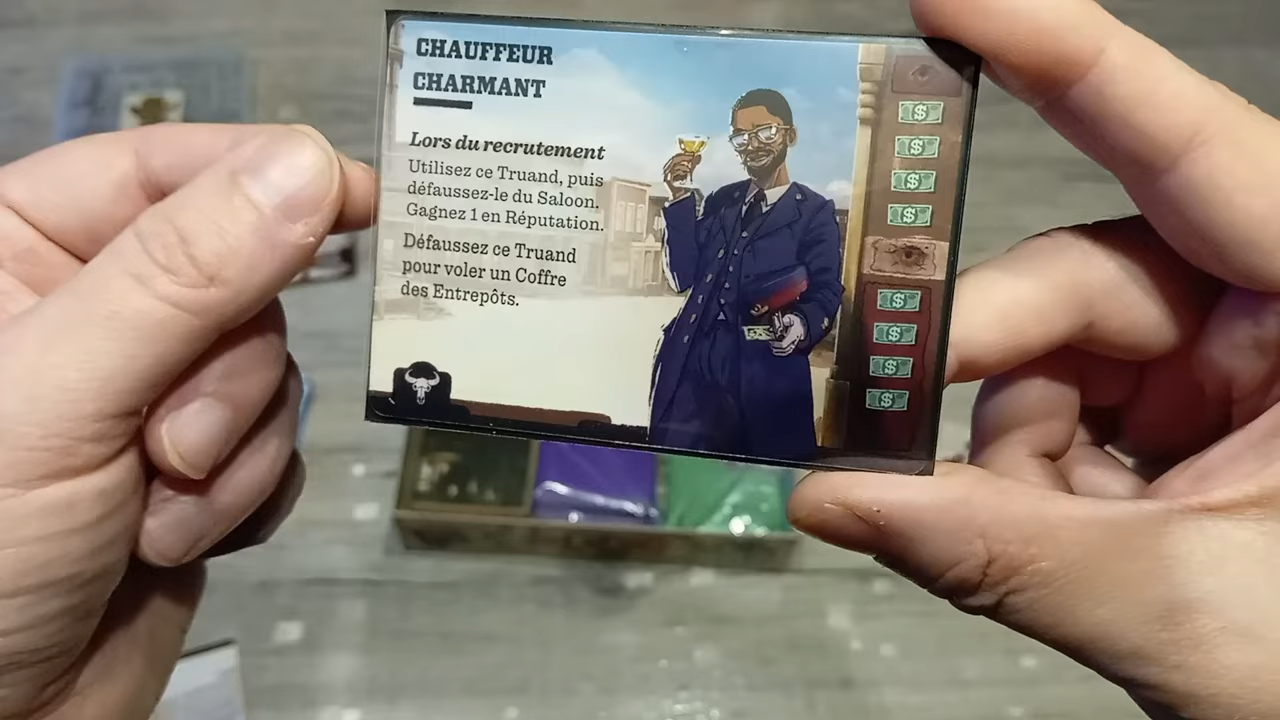 CHAUFFEUR
CHARMANT
Lors du recrutement
Utilisez ce Truand, puis
défaussez-le du Saloon.
Gagnez 1 en Réputation.
Défaussez ce Truand
pour voler un Coffre
des Entrepôts.
$
$
$
$
$
$
$
$